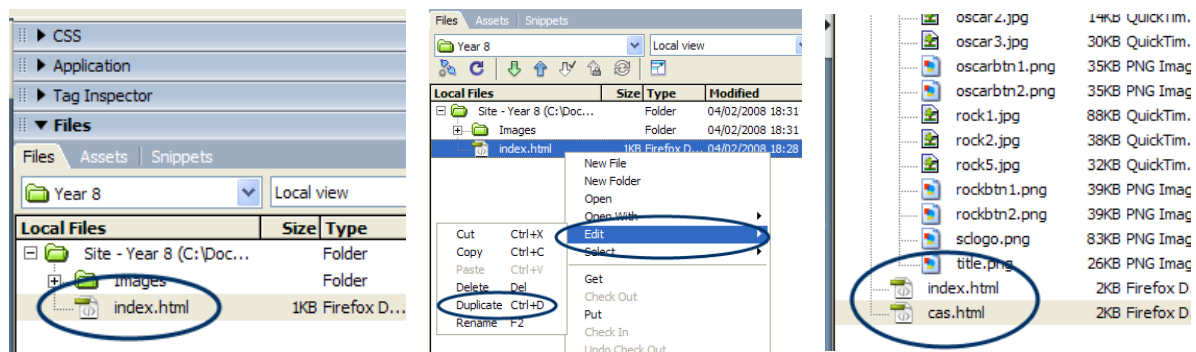 CSS
Application
Tag Inspector
Files
Files Assets Snippets
Year 8 Local view
Local Files Size Type
Site - Year 8 (C:\Doc... Folder
Images Folder
index.html 1KB Firefox D...
Files Assets Snippets
Year 8 Local view
Local Files Size Type Modified
Site - Year 8 (C:\Doc... Folder 04/02/2008 18:31
Images Folder 04/02/2008 18:31
index.html 1KB Firefox D... 04/02/2008 18:28
New File
New Folder
Open
Open With
Edit
Select
Get
Check Out
Put
Check In
Undo Check Out
Cut Ctrl+X
Copy Ctrl+C
Paste Ctrl+V
Delete Del
Duplicate Ctrl+D
Rename F2
oscar2.jpg 14KB QuickTim.
oscar3.jpg 30KB QuickTim.
oscarbtn1.png 35KB PNG Imag
oscarbtn2.png 35KB PNG Imag
rock1.jpg 88KB QuickTim.
rock2.jpg 38KB QuickTim.
rock5.jpg 32KB QuickTim.
rockbtn1.png 39KB PNG Imag
rockbtn2.png 39KB PNG Imag
sclogo.png 83KB PNG Imag
title.png 26KB PNG Imag
index.html 2KB Firefox D
cas.html 2KB Firefox D